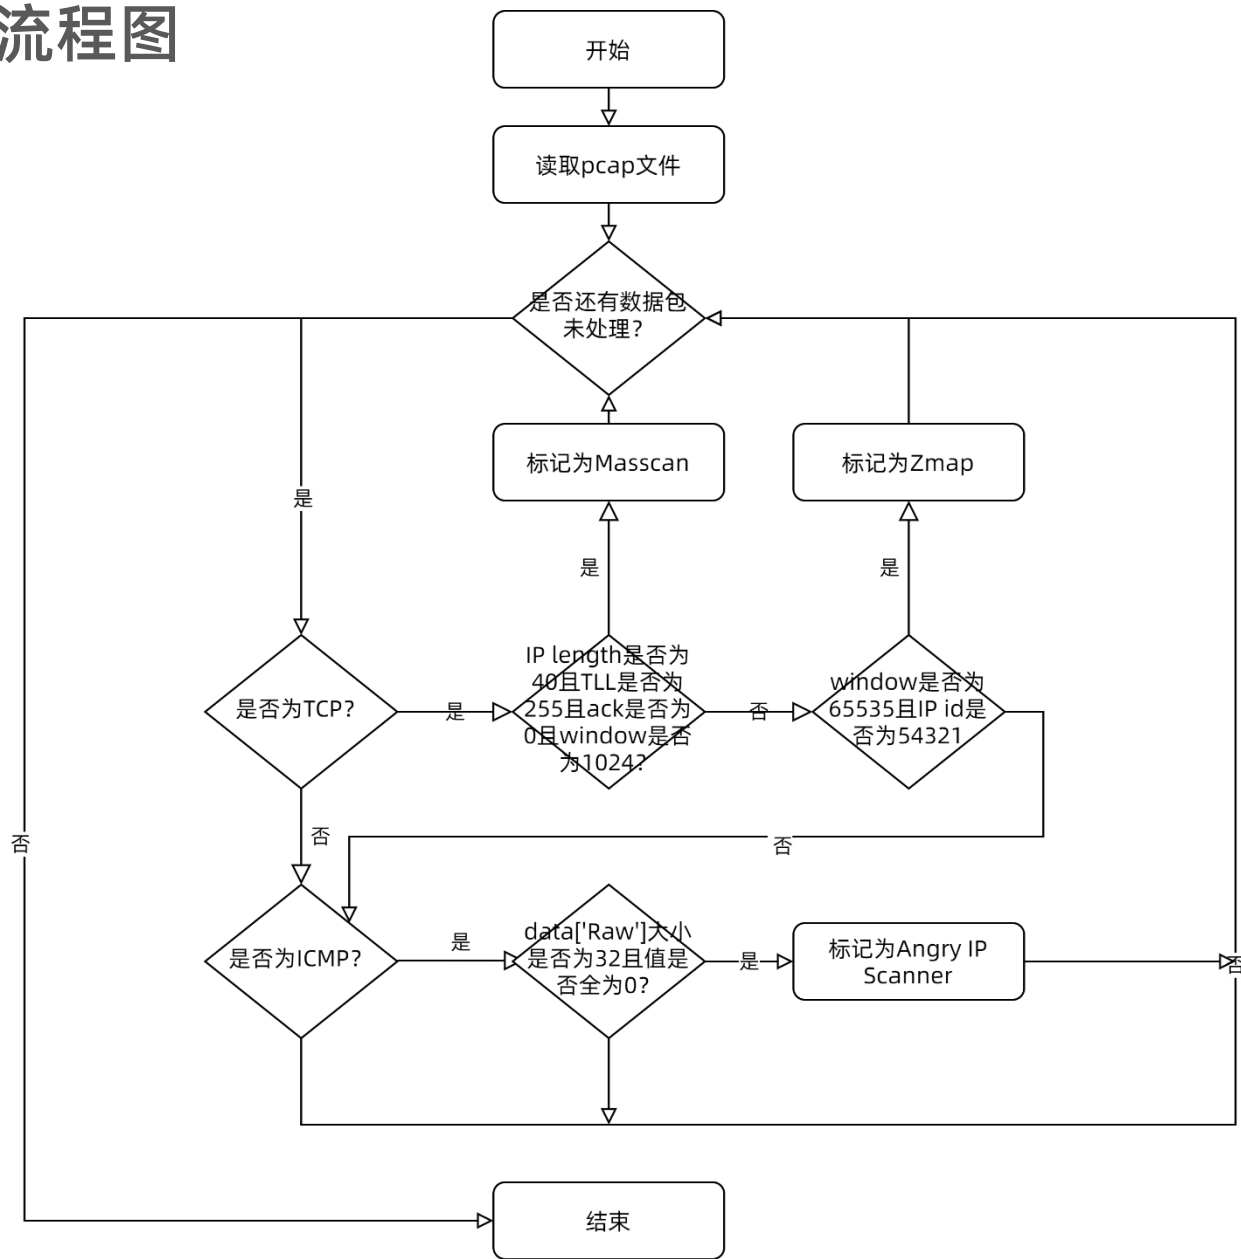 流程图
开始
读取pcap文件
是否还有数据包
未处理?
标记为Masscan
标记为Zmap
是
是
是
IP length是否为
40且TLL是否为
255且ack是否为
0且window是否
为1024?
window是否为
65535且IP id是
否为54321
是否为TCP?
是
否
否
否
否
是否为ICMP?
是
data['Raw']大小
是否为32且值是
否全为0?
是
标记为Angry IP
Scanner
否
结束